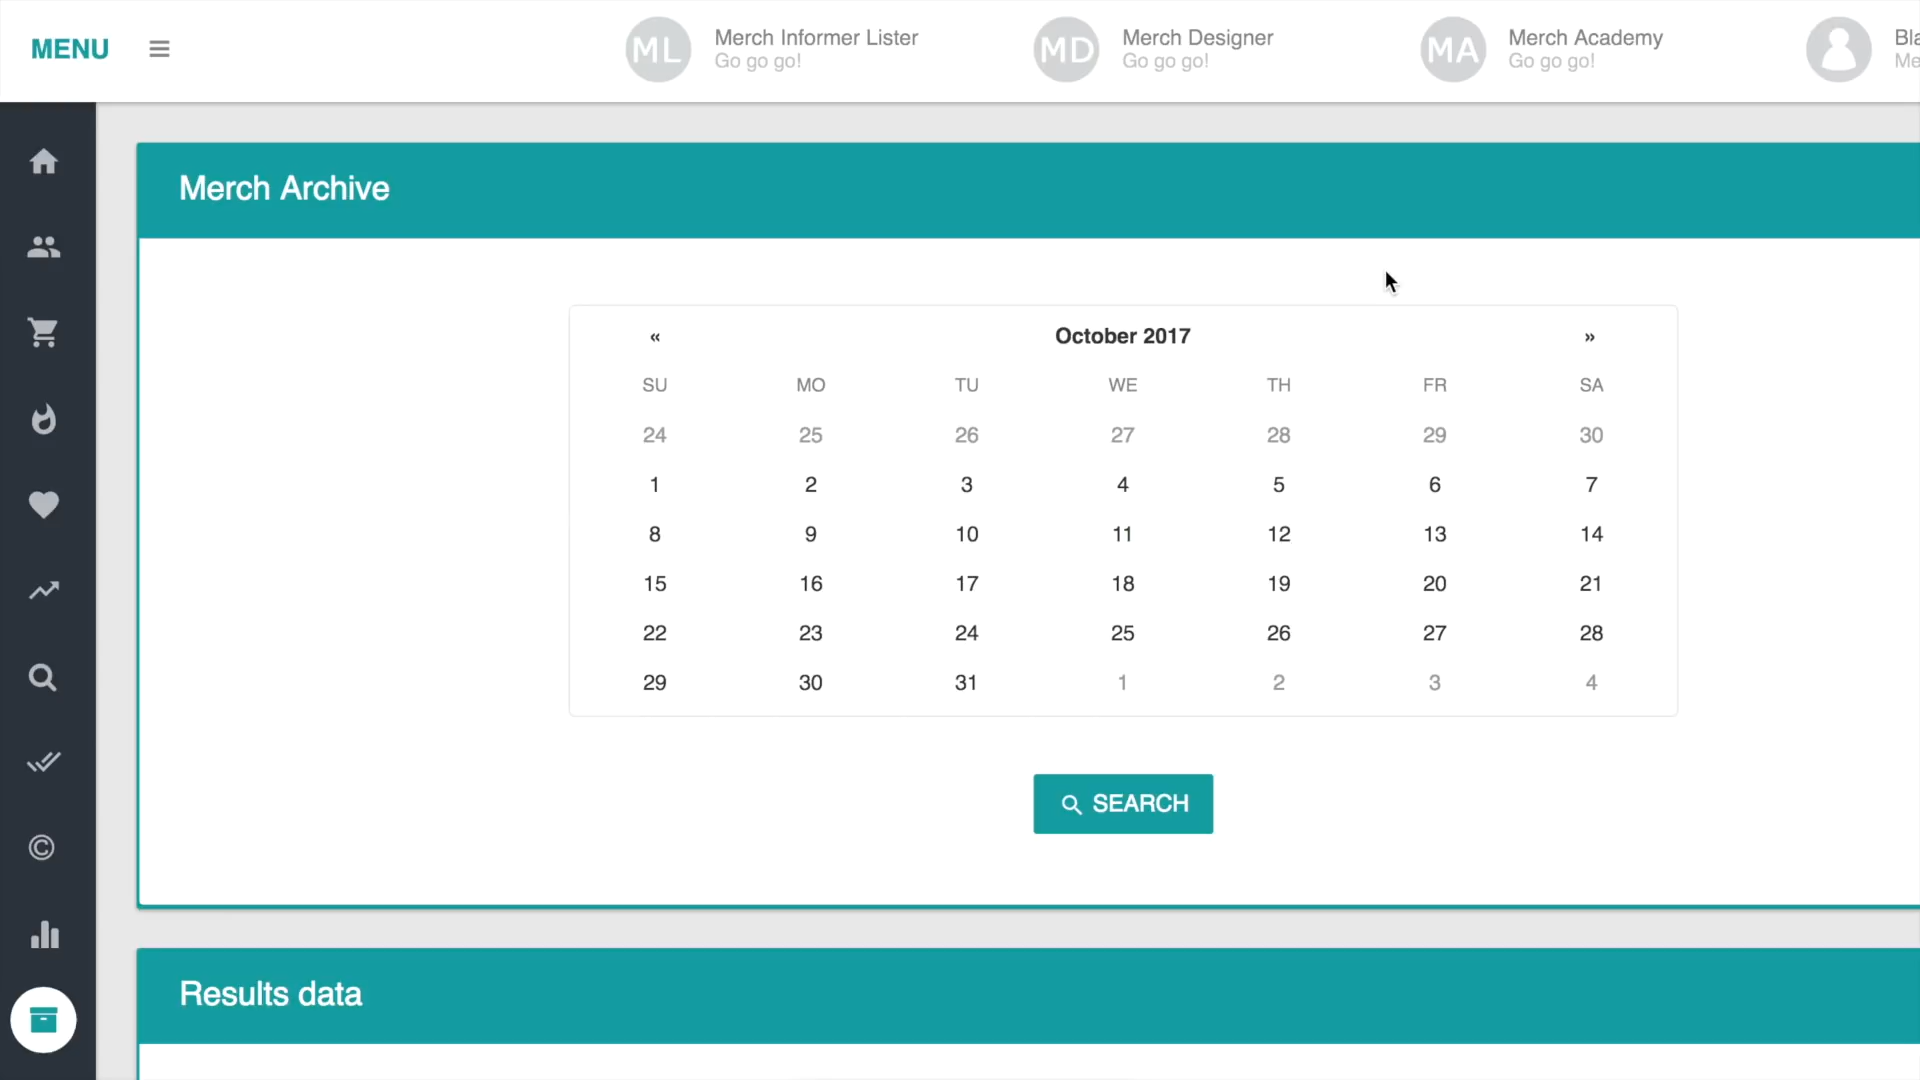 MENU
ML
Merch Informer Lister
Go go go!
MD
Merch Designer
Go go go!
MA
Merch Academy
Go go go!
Merch Archive
« October 2017 »
SU MO TU WE TH FR SA
24 25 26 27 28 29 30
1 2 3 4 5 6 7
8 9 10 11 12 13 14
15 16 17 18 19 20 21
22 23 24 25 26 27 28
29 30 31 1 2 3 4
SEARCH
©
Results data